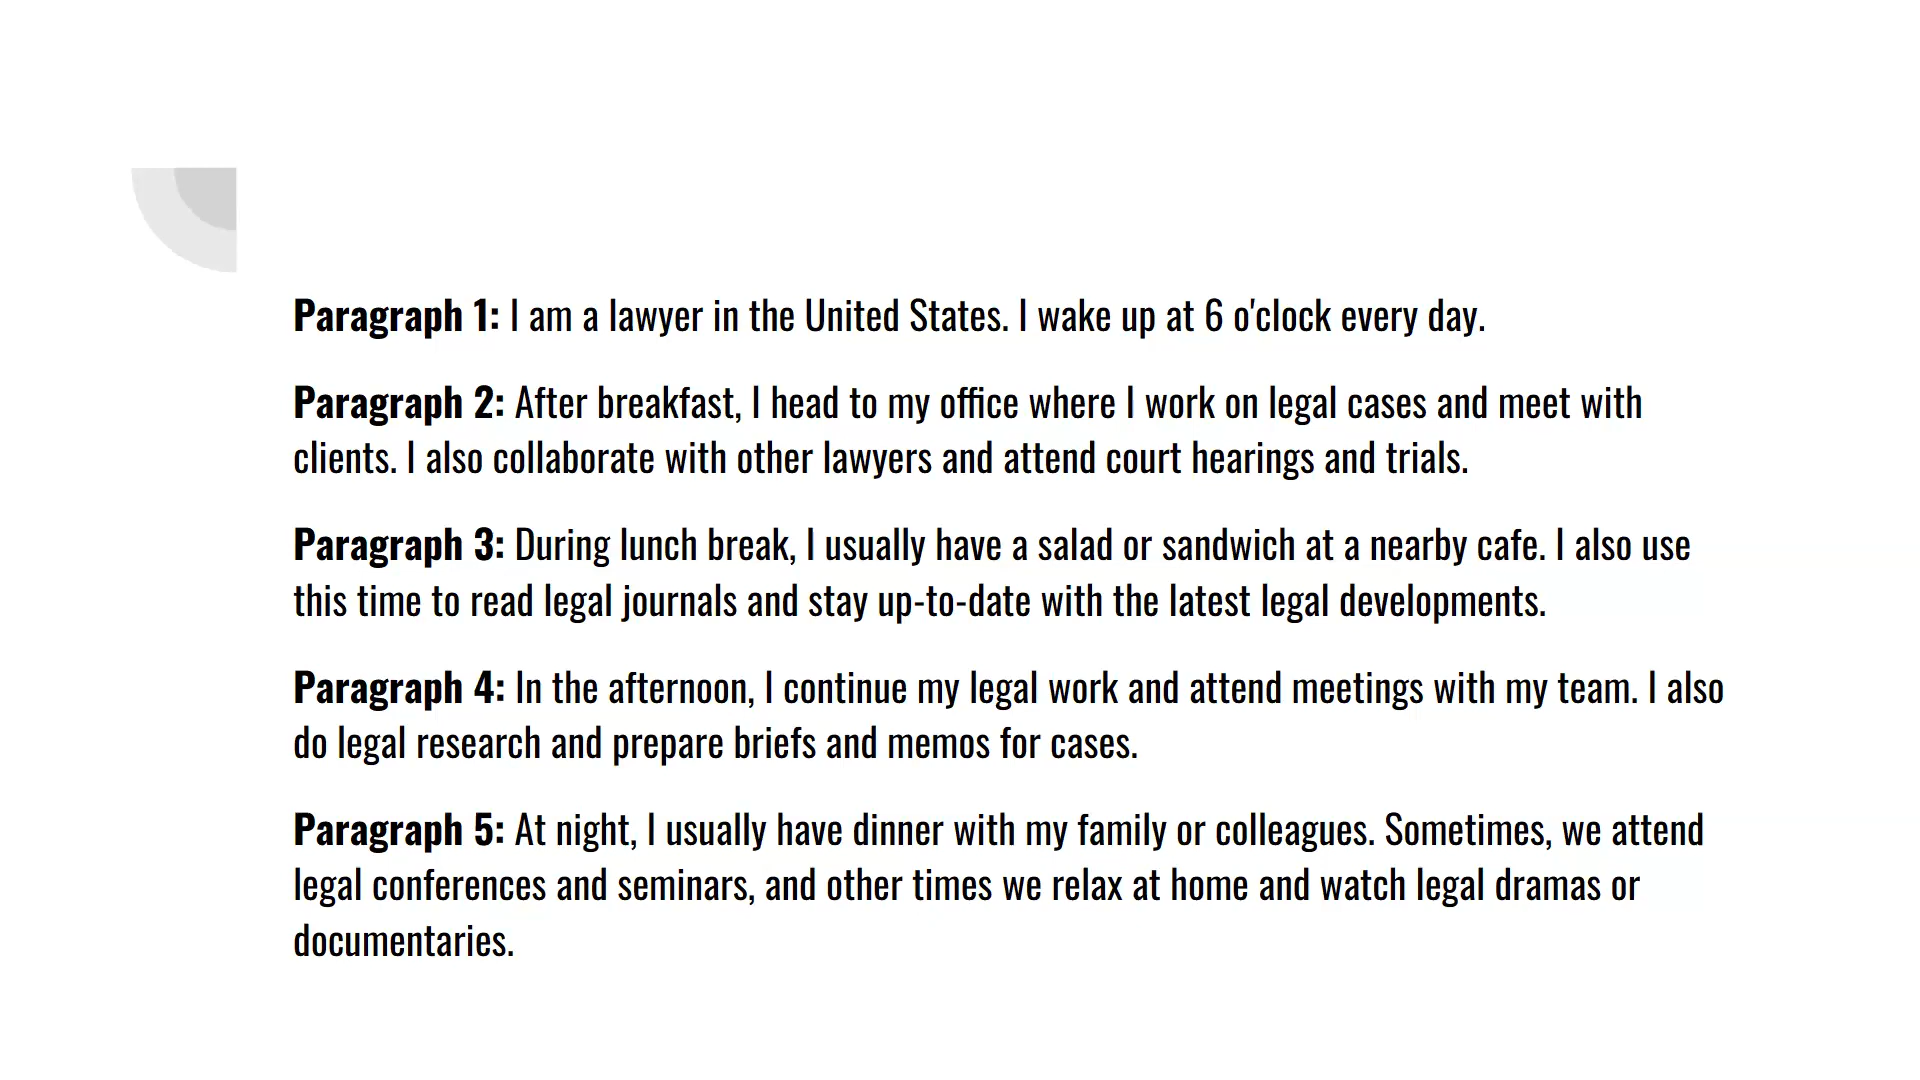 Paragraph 1: I am a lawyer in the United States. I wake up at 6 o'clock every day.
Paragraph 2: After breakfast, I head to my office where I work on legal cases and meet with
clients. I also collaborate with other lawyers and attend court hearings and trials.
Paragraph 3: During lunch break, I usually have a salad or sandwich at a nearby cafe. I also use
this time to read legal journals and stay up-to-date with the latest legal developments.
Paragraph 4: In the afternoon, I continue my legal work and attend meetings with my team. I also
do legal research and prepare briefs and memos for cases.
Paragraph 5: At night, I usually have dinner with my family or colleagues. Sometimes, we attend
legal conferences and seminars, and other times we relax at home and watch legal dramas or
documentaries.